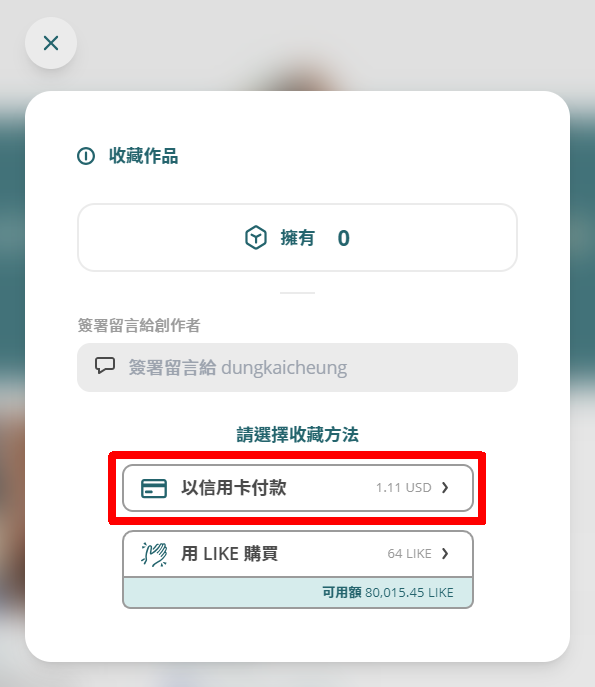 收藏作品
擁有 0
簽署留言給創作者
簽署留言給 dungkaicheung
請選擇收藏方法
以信用卡付款 1.11 USD
用 LIKE 購買 64 LIKE
可用額 80,015.45 LIKE